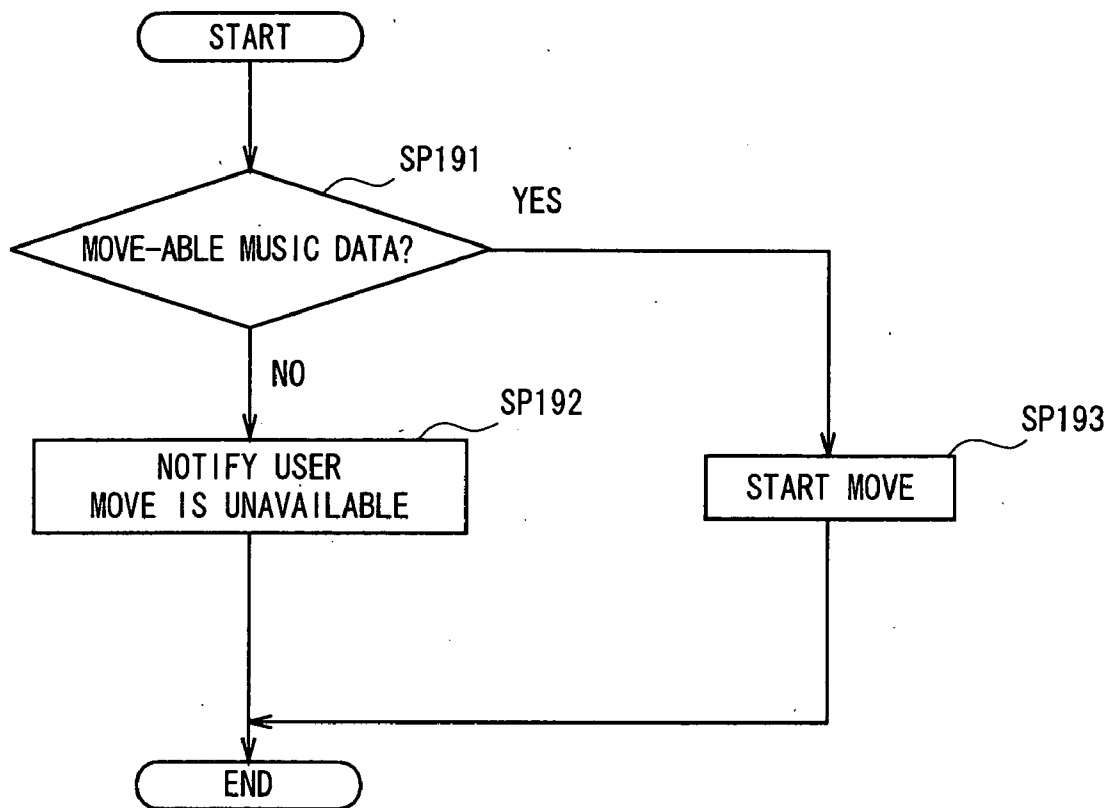 START
SP191
YES
MOVE-ABLE MUSIC DATA?
NO
SP192
SP193
NOTIFY USER
MOVE IS UNAVAILABLE
START MOVE
END